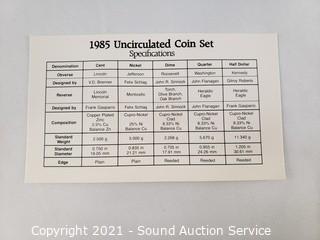 1985 Uncirculated Coin Set
Specifications
Denomination Cent Nickel Dime Quarter Half Dollar
Obverse Lincoln Jefferson Roosevelt Washington Kennedy
Designed by V.D. Brenner Felix Schlag John R. Sinnock John Flanagan Gilroy Roberts
Reverse Lincoln Memorial Monticello Torch, Olive Branch, Oak Branch Heraldic Eagle Heraldic Eagle
Designed by Frank Gasparro Felix Schlag John R. Sinnock John Flanagan Frank Gasparro
Composition Copper Plated Zinc 2.5% Cu Balance Zn Cupro-Nickel 25% Ni Balance Cu Cupro-Nickel Clad 8.33% Ni Balance Cu Cupro-Nickel Clad 8.33% Ni Balance Cu Cupro-Nickel Clad 8.33% Ni Balance Cu
Standard Weight 2.500 g 5.000 g 2.268 g 5.670 g 11.340 g
Standard Diameter 0.750 in 19.05 mm 0.835 in 21.21 mm 0.705 in 17.91 mm 0.955 in 24.26 mm 1.205 in 30.61 mm
Edge Plain Plain Reeded Reeded Reeded
Copyright 2021 - OrangeCountyEstateLiq